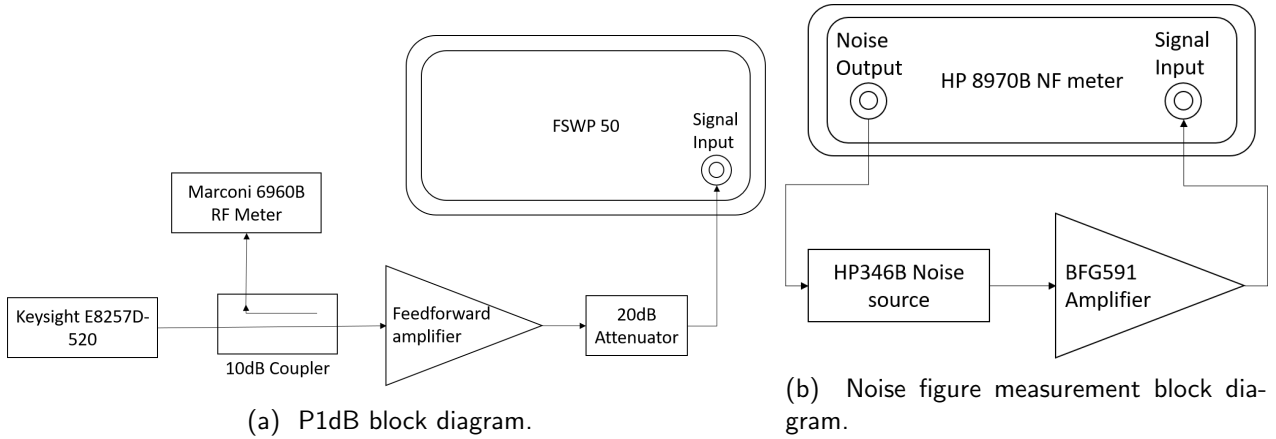 FSWP 50
Signal
Input
Marconi 6960B
RF Meter
Keysight E8257D-
520
10dB Coupler
Feedforward
amplifier
20dB
Attenuator
(a) P1dB block diagram.
Noise
Output
HP 8970B NF meter
Signal
Input
HP346B Noise
source
BFG591
Amplifier
(b) Noise figure measurement block dia-
gram.